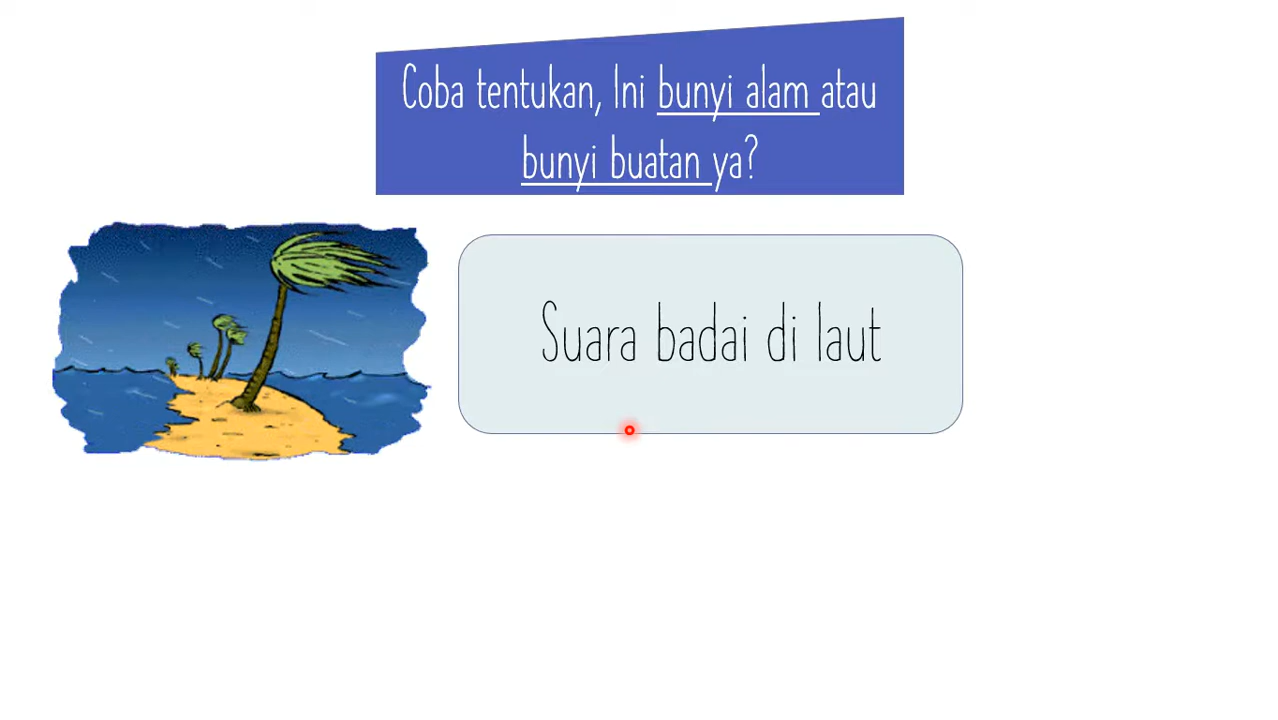 Coba tentukan, Ini bunyi alam atau
bunyi buatan ya?
Suara badai di laut